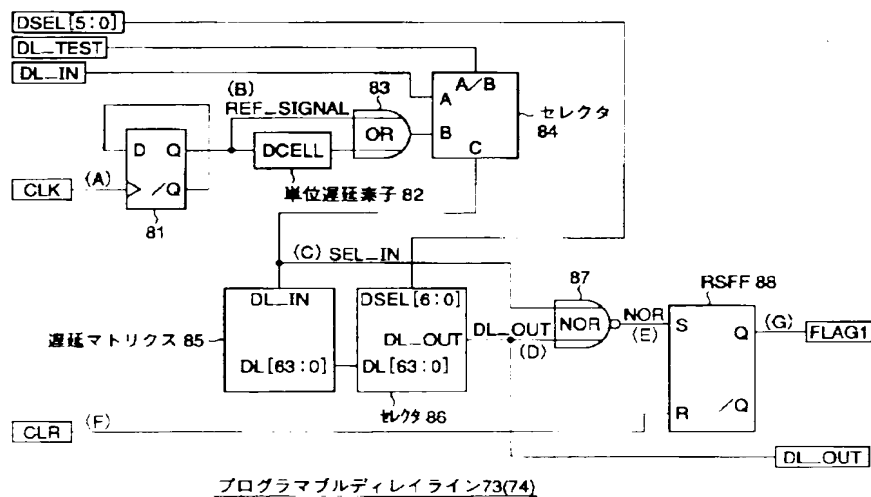 DSEL[5:0]
DL_TEST
DL_IN
(B)
REF_SIGNAL
83
OR
A/B
A
B
C
セレクタ
84
D Q
/Q
DCELL
単位遅延素子 82
CLK
(A)
81
(C) SEL_IN
DL_IN
遅延マトリクス 85
DL[63:0]
DSEL[6:0]
DL_OUT
DL[63:0]
セレクタ 86
DL_OUT
(D)
87
NOR
NOR
(E)
RSFF 88
S
Q
R
/Q
(G)
FLAG1
CLR
(F)
DL_OUT
プログラマブルディレイライン73(74)